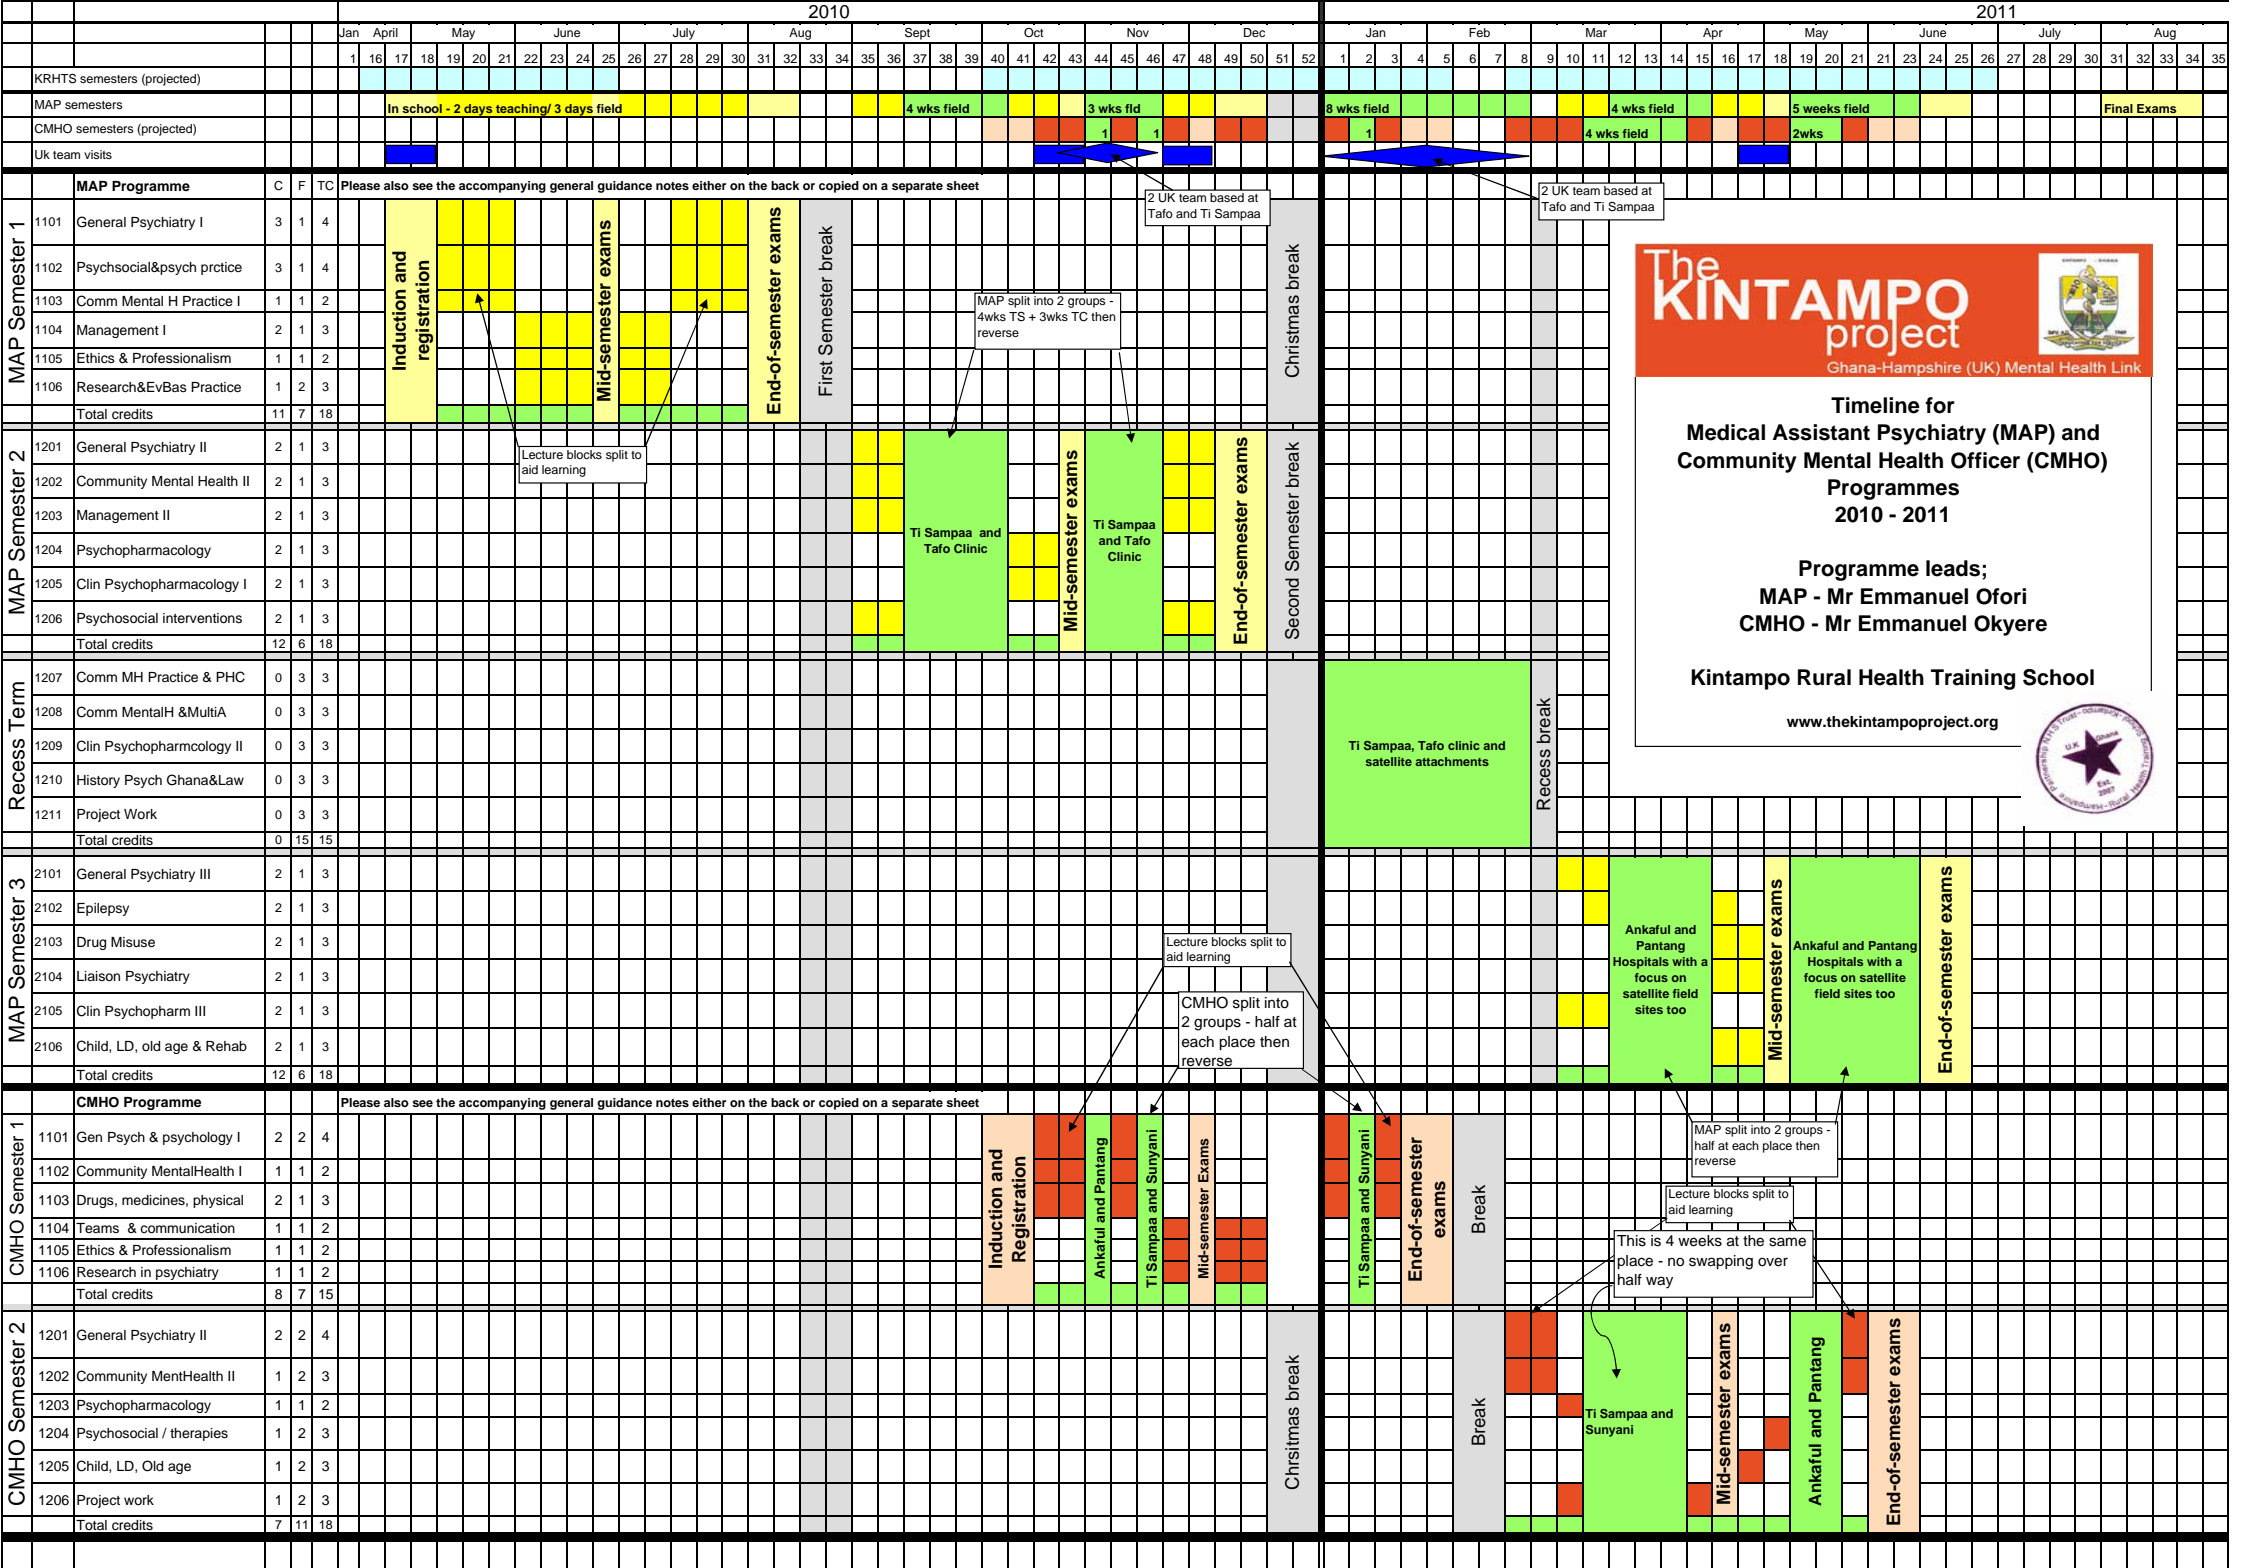 2010
2011
Jan April May June July Aug Sept Oct Nov Dec Jan Feb Mar Apr May June July Aug
1 16 17 18 19 20 21 22 23 24 25 26 27 28 29 30 31 32 33 34 35 36 37 38 39 40 41 42 43 44 45 46 47 48 49 50 51 52 1 2 3 4 5 6 7 8 9 10 11 12 13 14 15 16 17 18 19 20 21 21 22 23 24 25 26 27 28 29 30 31 32 33 34 35
KRHTS semesters (projected)
MAP semesters
In school - 2 days teaching/ 3 days field
4 wks field
3 wks fld
8 wks field
4 wks field
5 weeks field
Final Exams
CMHO semesters (projected)
1
1
1
4 wks field
2wks
Uk team visits
2 UK team based at
Tafo and Ti Sampaa
2 UK team based at
Tafo and Ti Sampaa
MAP Programme C F TC Please also see the accompanying general guidance notes either on the back or copied on a separate sheet
MAP Semester 1
1101 General Psychiatry I 3 1 4
1102 Psychsocial&psych prctice 3 1 4
1103 Comm Mental H Practice I 1 1 2
1104 Management I 2 1 3
1105 Ethics & Professionalism 1 1 2
1106 Research&EvBas Practice 1 2 3
Total credits 11 7 18
Induction and
registration
Mid-semester exams
End-of-semester exams
First Semester break
Christmas break
MAP split into 2 groups -
4wks TS + 3wks TC then
reverse
Lecture blocks split to
aid learning
MAP Semester 2
1201 General Psychiatry II 2 1 3
1202 Community Mental Health II 2 1 3
1203 Management II 2 1 3
1204 Psychopharmacology 2 1 3
1205 Clin Psychopharmacology I 2 1 3
1206 Psychosocial interventions 2 1 3
Total credits 12 6 18
Ti Sampaa and
Tafo Clinic
Mid-semester exams
Ti Sampaa
and Tafo
Clinic
End-of-semester exams
Second Semester break
Recess Term
1207 Comm MH Practice & PHC 0 3 3
1208 Comm MentalH &MultiA 0 3 3
1209 Clin Psychopharmcology II 0 3 3
1210 History Psych Ghana&Law 0 3 3
1211 Project Work 0 3 3
Total credits 0 15 15
Ti Sampaa, Tafo clinic and
satellite attachments
Recess break
The
KINTAMPO
project
Ghana-Hampshire (UK) Mental Health Link
Timeline for
Medical Assistant Psychiatry (MAP) and
Community Mental Health Officer (CMHO)
Programmes
2010 - 2011
Programme leads;
MAP - Mr Emmanuel Ofori
CMHO - Mr Emmanuel Okyere
Kintampo Rural Health Training School
www.thekintampoproject.org
U.K
Ghana
Est.
2007
MAP Semester 3
2101 General Psychiatry III 2 1 3
2102 Epilepsy 2 1 3
2103 Drug Misuse 2 1 3
2104 Liaison Psychiatry 2 1 3
2105 Clin Psychopharm III 2 1 3
2106 Child, LD, old age & Rehab 2 1 3
Total credits 12 6 18
Lecture blocks split to
aid learning
CMHO split into
2 groups - half at
each place then
reverse
Ankaful and
Pantang
Hospitals with a
focus on
satellite field
sites too
Mid-semester exams
Ankaful and Pantang
Hospitals with a
focus on satellite
field sites too
End-of-semester exams
CMHO Programme Please also see the accompanying general guidance notes either on the back or copied on a separate sheet
CMHO Semester 1
1101 Gen Psych & psychology I 2 2 4
1102 Community MentalHealth I 1 1 2
1103 Drugs, medicines, physical 2 1 3
1104 Teams & communication 1 1 2
1105 Ethics & Professionalism 1 1 2
1106 Research in psychiatry 1 1 2
Total credits 8 7 15
Induction and
Registration
Ankaful and Pantang
Ti Sampaa and Sunyani
Mid-semester Exams
Ti Sampaa and Sunyani
End-of-semester
exams
Break
MAP split into 2 groups -
half at each place then
reverse
Lecture blocks split to
aid learning
This is 4 weeks at the same
place - no swapping over
half way
CMHO Semester 2
1201 General Psychiatry II 2 2 4
1202 Community MentHealth II 1 2 3
1203 Psychopharmacology 1 1 2
1204 Psychosocial / therapies 1 2 3
1205 Child, LD, Old age 1 2 3
1206 Project work 1 2 3
Total credits 7 11 18
Chrsitmas break
Break
Ti Sampaa and
Sunyani
Mid-semester exams
Ankaful and Pantang
End-of-semester exams